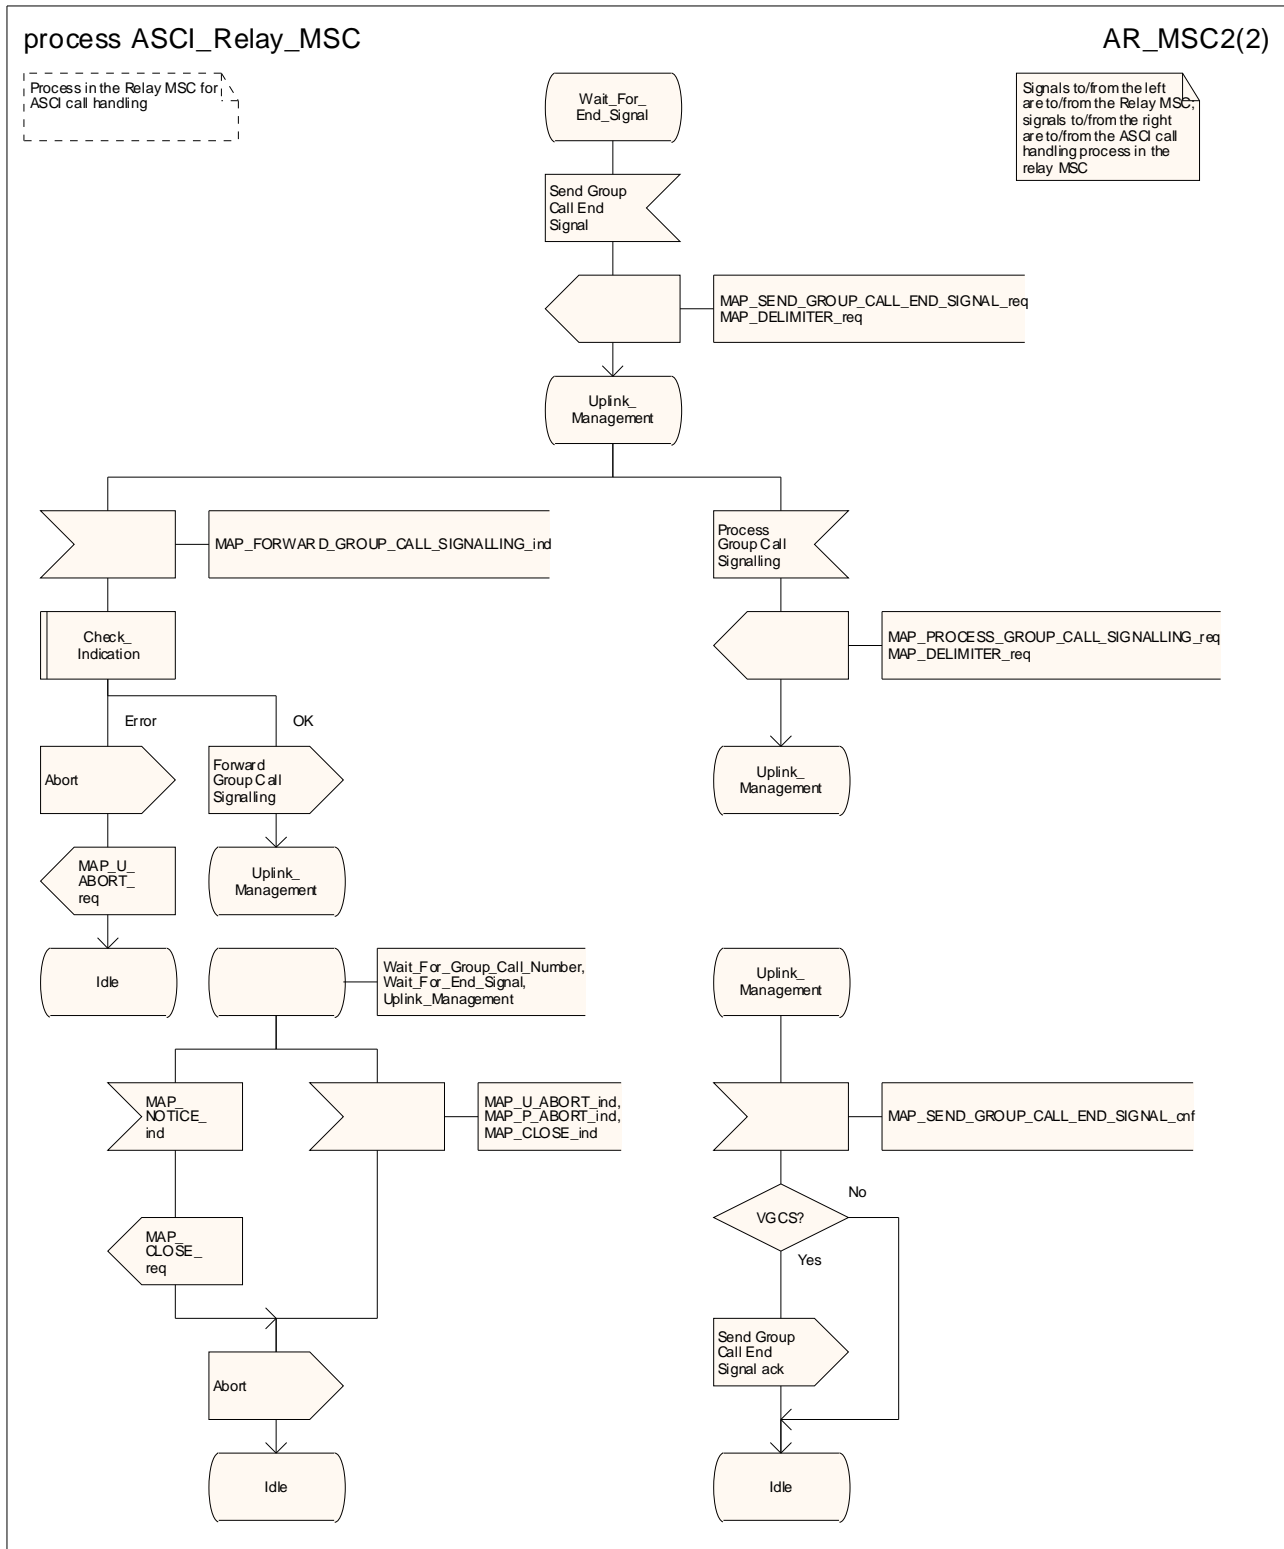 process ASCI_Relay_MSC
AR_MSC2(2)
Process in the Relay MSC for
ASCI call handling
Wait_For_
End_Signal
Signals to/from the left
are to/from the Relay MSC;
signals to/from the right
are to/from the ASCI call
handling process in the
relay MSC
Send Group
Call End
Signal
MAP_SEND_GROUP_CALL_END_SIGNAL_req
MAP_DELIMITER_req
Uplink_
Management
MAP_FORWARD_GROUP_CALL_SIGNALLING_ind
Process
Group Call
Signalling
Check_
Indication
MAP_PROCESS_GROUP_CALL_SIGNALLING_req
MAP_DELIMITER_req
Error
OK
Abort
Forward
Group Call
Signalling
Uplink_
Management
MAP_U_
ABORT_
req
Uplink_
Management
Idle
Wait_For_Group_Call_Number,
Wait_For_End_Signal,
Uplink_Management
Uplink_
Management
MAP_
NOTICE_
ind
MAP_U_ABORT_ind,
MAP_P_ABORT_ind,
MAP_CLOSE_ind
MAP_SEND_GROUP_CALL_END_SIGNAL_cnf
No
VGCS?
Yes
MAP_
CLOSE_
req
Send Group
Call End
Signal ack
Abort
Idle
Idle